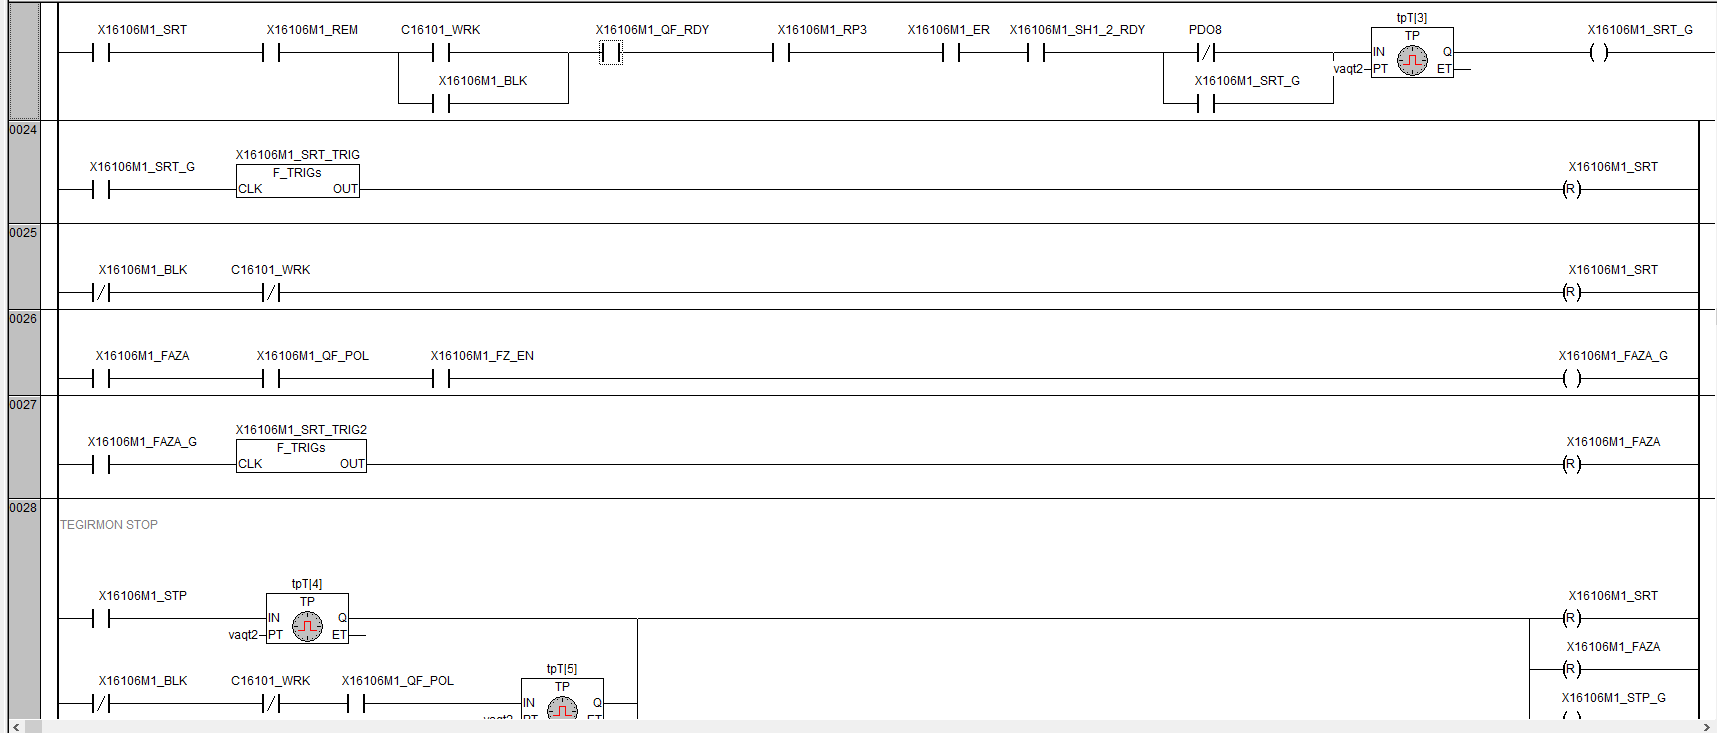 X16106M1_SRT X16106M1_REM C16101_WRK X16106M1_QF_RDY X16106M1_RP3 X16106M1_ER X16106M1_SH1_2_RDY PDO8 tpT[3] X16106M1_SRT_G
TP
IN Q
vaqt2 PT ET
X16106M1_BLK X16106M1_SRT_G
0024
X16106M1_SRT_G X16106M1_SRT_TRIG X16106M1_SRT
F_TRIGs
CLK OUT (R)
0025
X16106M1_BLK C16101_WRK X16106M1_SRT
(R)
0026
X16106M1_FAZA X16106M1_QF_POL X16106M1_FZ_EN X16106M1_FAZA_G
0027
X16106M1_FAZA_G X16106M1_SRT_TRIG2 X16106M1_FAZA
F_TRIGs
CLK OUT (R)
0028
TEGIRMON STOP
X16106M1_STP tpT[4] X16106M1_SRT
TP
IN Q (R)
vaqt2 PT ET
X16106M1_FAZA
(R)
X16106M1_BLK C16101_WRK X16106M1_QF_POL tpT[5] X16106M1_STP_G
TP
IN Q
vaqt2 PT ET